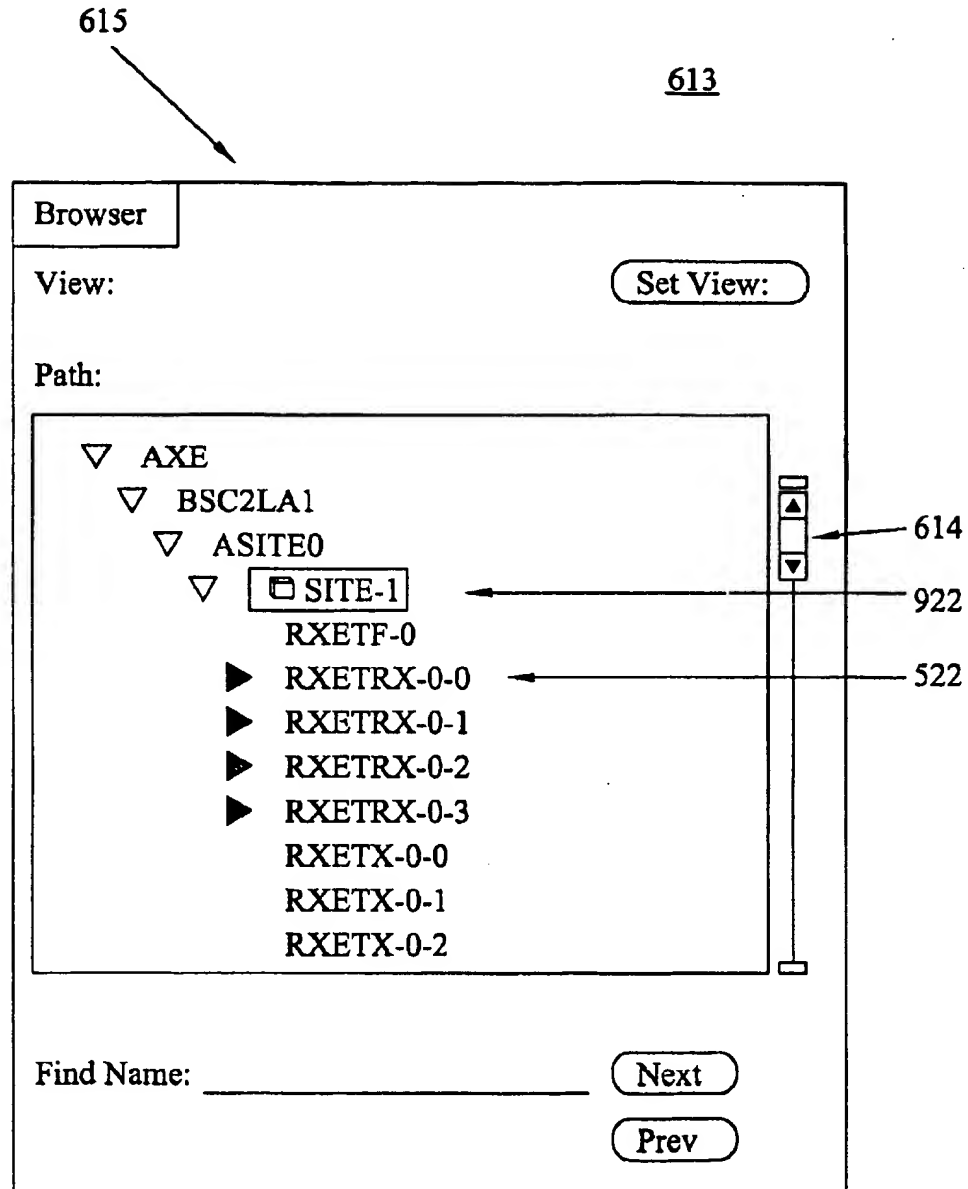 615
613
Browser
View:
Set View:
Path:
AXE
BSC2LA1
ASITE0
SITE-1
RXETF-0
RXETRX-0-0
RXETRX-0-1
RXETRX-0-2
RXETRX-0-3
RXETX-0-0
RXETX-0-1
RXETX-0-2
614
922
522
Find Name:
Next
Prev